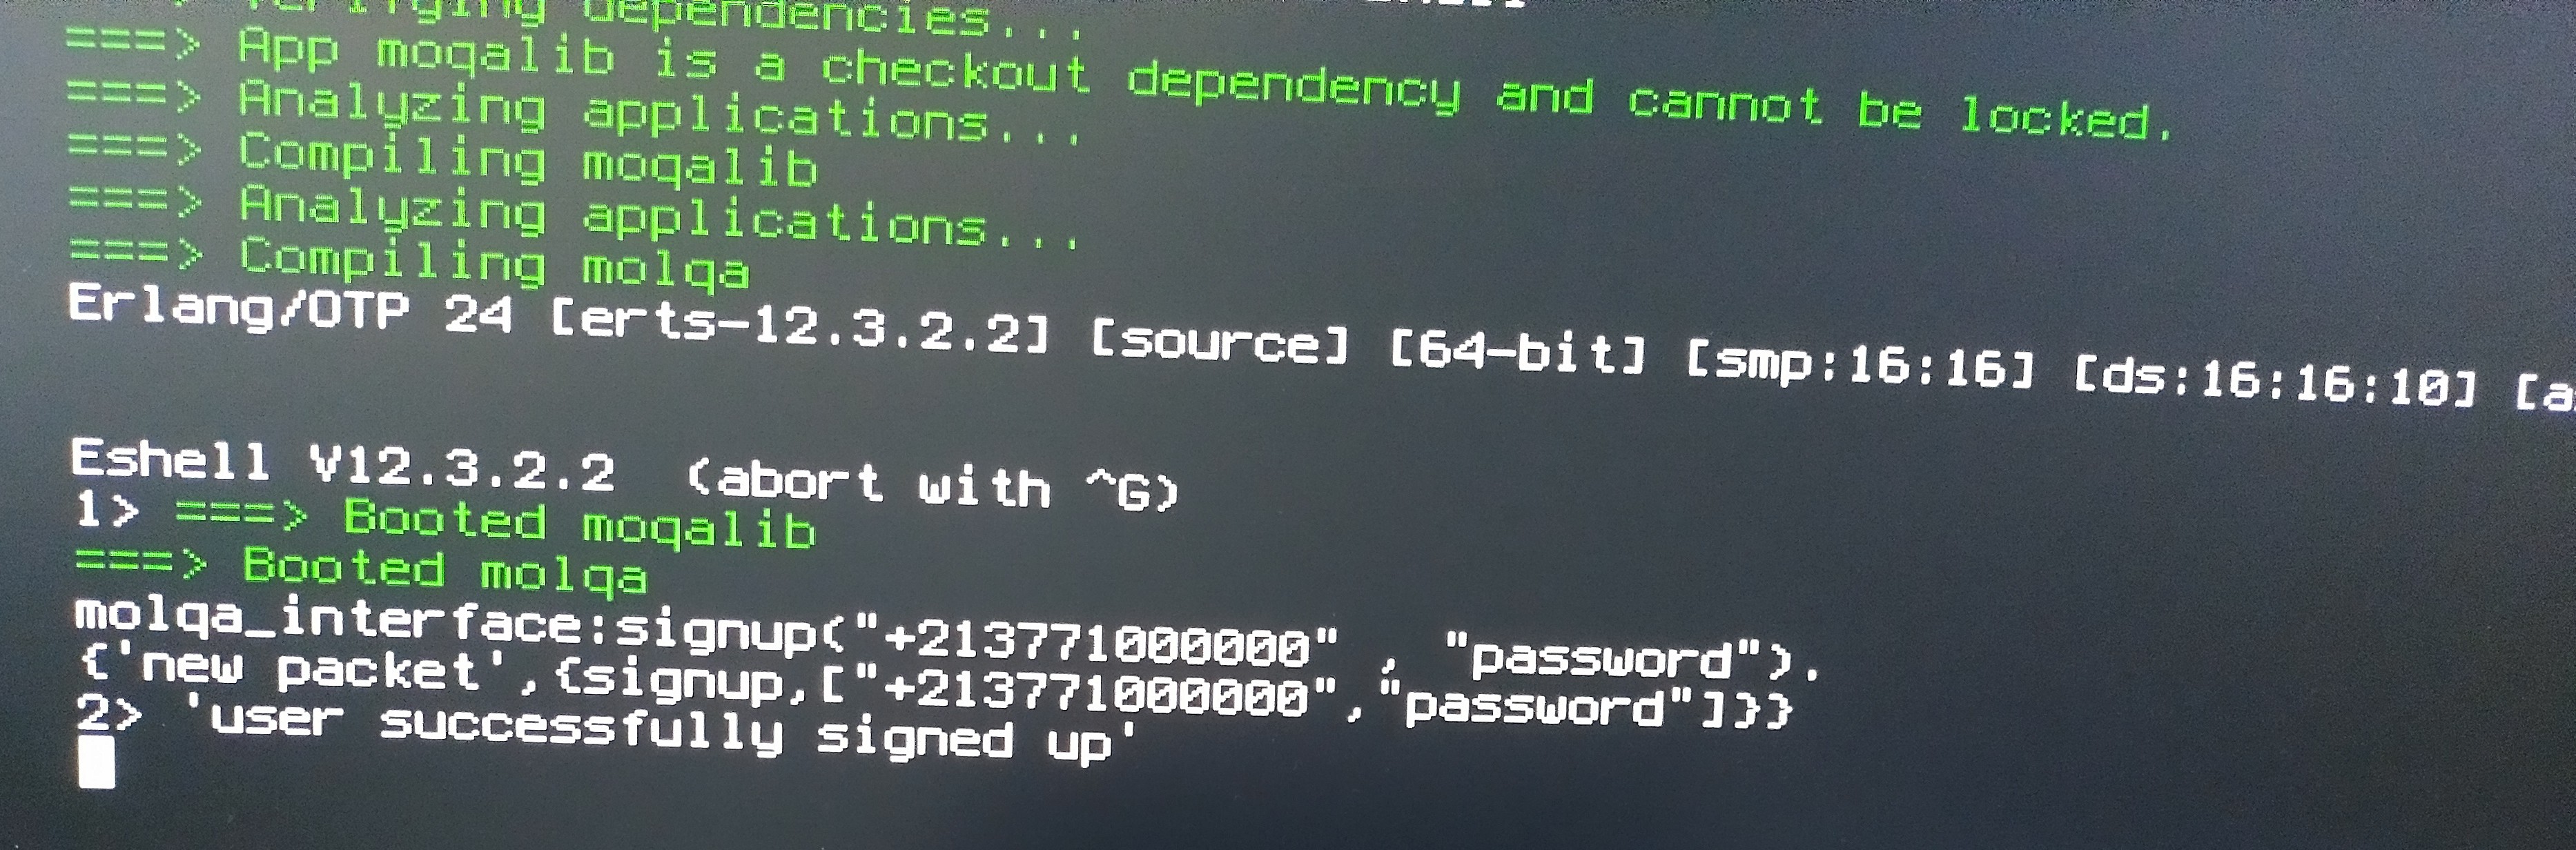 ===> Verifying dependencies...
===> App moqalib is a checkout dependency and cannot be locked.
===> Analyzing applications...
===> Compiling moqalib
===> Analyzing applications...
===> Compiling molqa
Erlang/OTP 24 [erts-12.3.2.2] [source] [64-bit] [smp:16:16] [ds:16:16:10] [a
Eshell V12.3.2.2  (abort with ^G)
1> ===> Booted moqalib
===> Booted molqa
molqa_interface:signup("+213771000000" , "password").
{'new packet',{signup,["+213771000000","password"]}}
2> 'user successfully signed up'